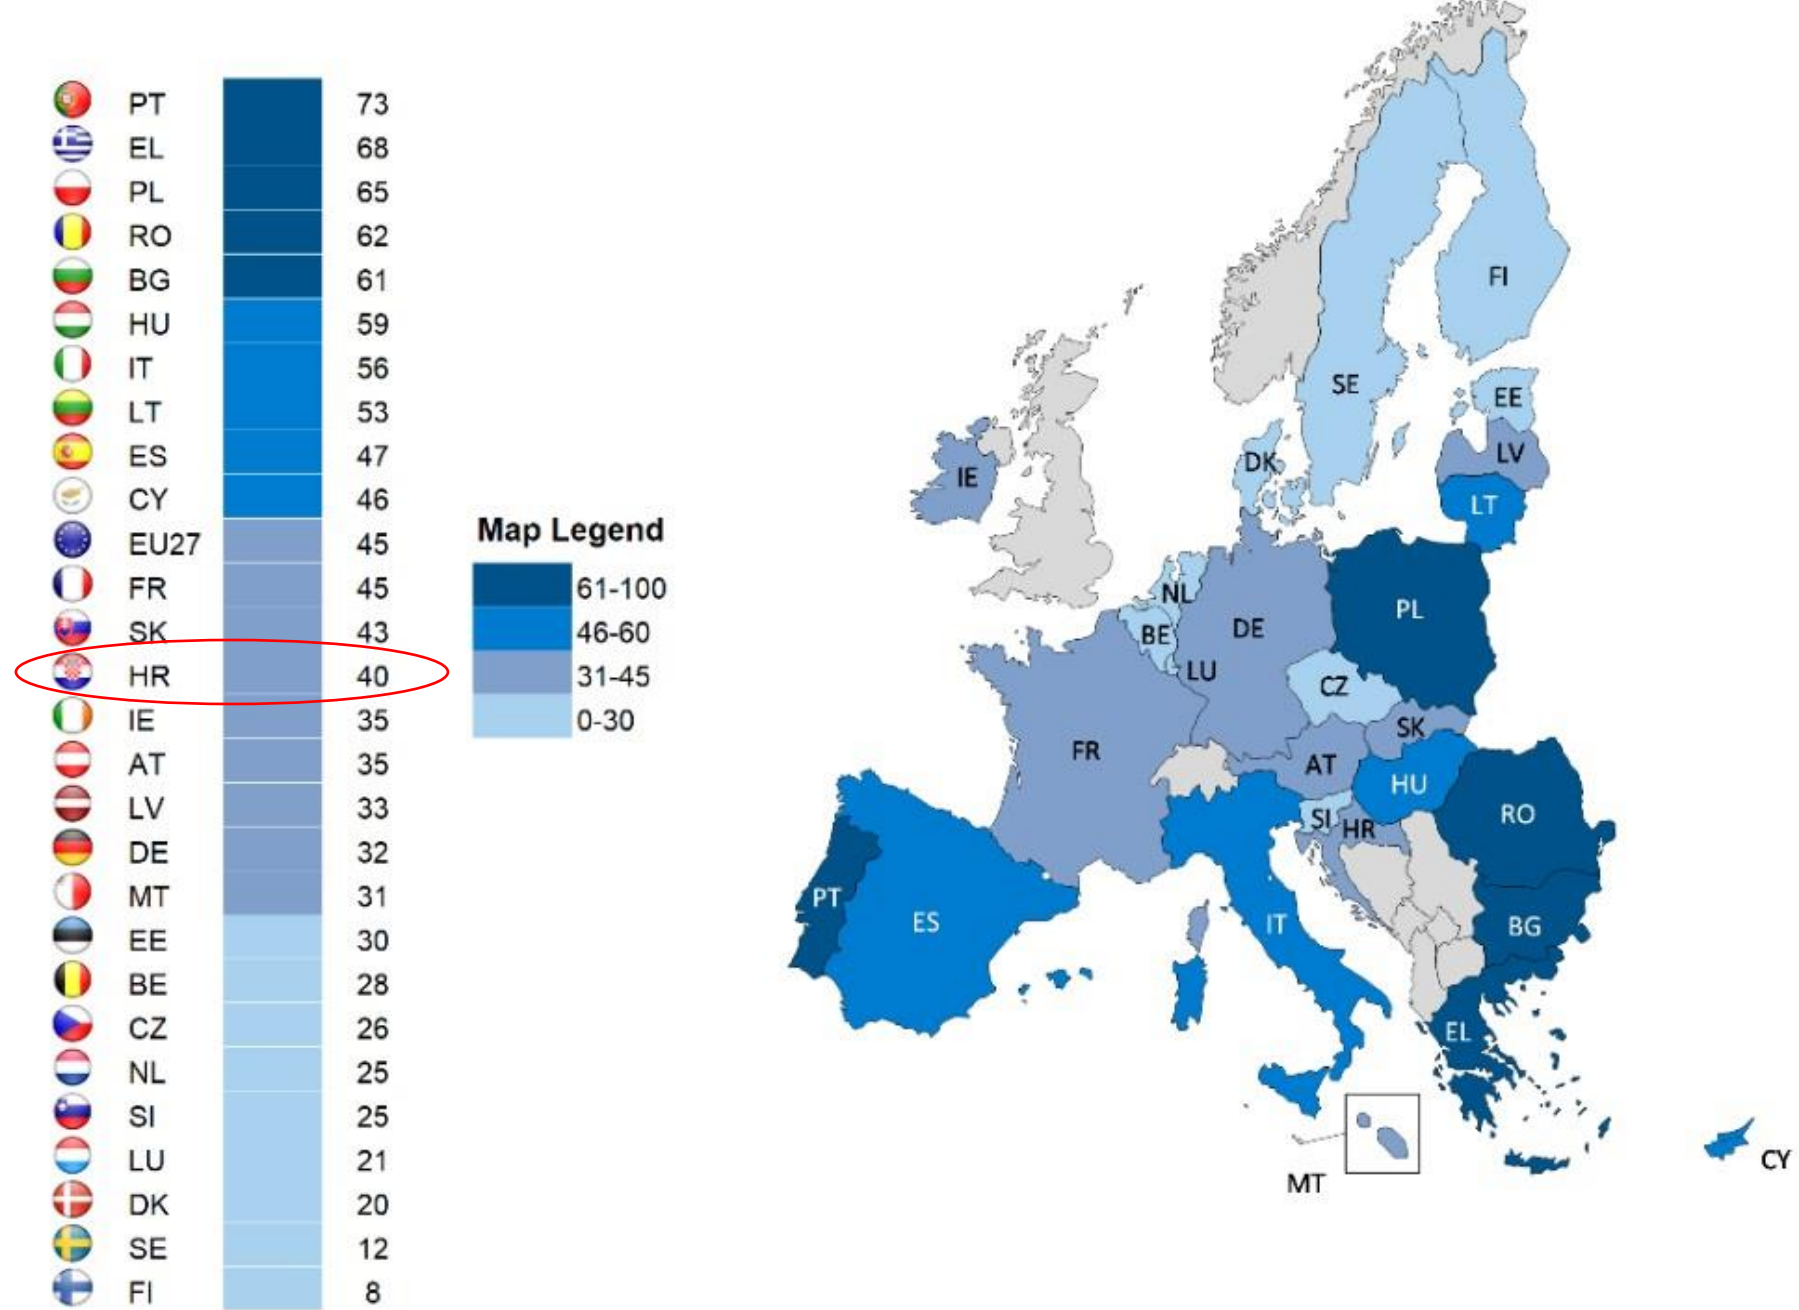 PT 73
EL 68
PL 65
RO 62
BG 61
HU 59
IT 56
LT 53
ES 47
CY 46
EU27 45
FR 45
SK 43
HR 40
IE 35
AT 35
LV 33
DE 32
MT 31
EE 30
BE 28
CZ 26
NL 25
SI 25
LU 21
DK 20
SE 12
FI 8
Map Legend
61-100
46-60
31-45
0-30
FI
SE
EE
LV
DK
IE
LT
NL
PL
BE
DE
LU
CZ
SK
FR
AT
HU
SI
HR
RO
PT
ES
IT
BG
EL
CY
MT